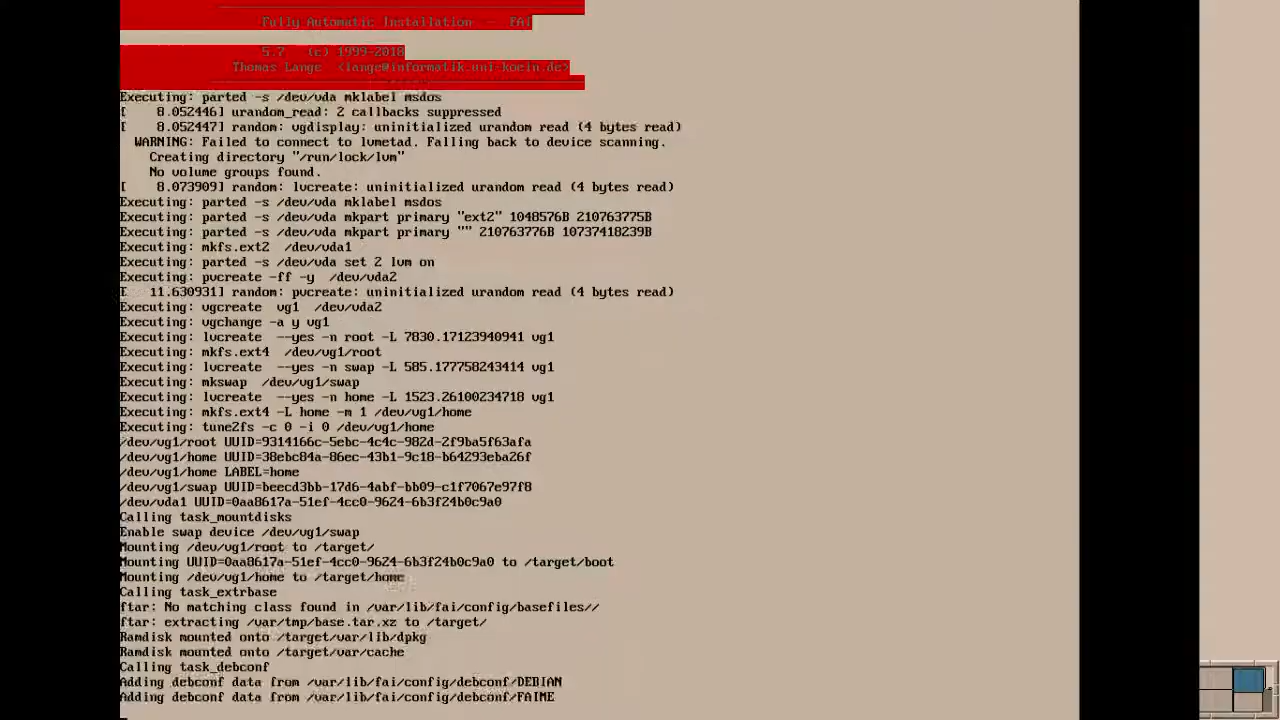 Fully Automatic Installation  --  FAI
5.7   (c) 1999-2018
Thomas Lange  <lange@informatik.uni-koeln.de>
Executing: parted -s /dev/vda mklabel msdos
[    8.052446] urandom_read: 2 callbacks suppressed
[    8.052447] random: vgdisplay: uninitialized urandom read (4 bytes read)
  WARNING: Failed to connect to lvmetad. Falling back to device scanning.
    Creating directory "/run/lock/lvm"
    No volume groups found.
[    8.073909] random: lvcreate: uninitialized urandom read (4 bytes read)
Executing: parted -s /dev/vda mklabel msdos
Executing: parted -s /dev/vda mkpart primary "ext2" 1048576B 210763775B
Executing: parted -s /dev/vda mkpart primary "" 210763776B 10737418239B
Executing: mkfs.ext2  /dev/vda1
Executing: parted -s /dev/vda set 2 lvm on
Executing: pvcreate -ff -y  /dev/vda2
[   11.630931] random: pvcreate: uninitialized urandom read (4 bytes read)
Executing: vgcreate  vg1  /dev/vda2
Executing: vgchange -a y vg1
Executing: lvcreate  --yes -n root -L 7830.17123940941 vg1
Executing: mkfs.ext4  /dev/vg1/root
Executing: lvcreate  --yes -n swap -L 585.177758243414 vg1
Executing: mkswap  /dev/vg1/swap
Executing: lvcreate  --yes -n home -L 1523.26100234718 vg1
Executing: mkfs.ext4 -L home -m 1 /dev/vg1/home
Executing: tune2fs -c 0 -i 0 /dev/vg1/home
/dev/vg1/root UUID=9314166c-5ebc-4c4c-982d-2f9ba5f63afa
/dev/vg1/home UUID=38ebc84a-86ec-43b1-9c18-b64293eba26f
/dev/vg1/home LABEL=home
/dev/vg1/swap UUID=beecd3bb-17d6-4abf-bb09-c1f7067e97f8
/dev/vda1 UUID=0aa8617a-51ef-4cc0-9624-6b3f24b0c9a0
Calling task_mountdisks
Enable swap device /dev/vg1/swap
Mounting /dev/vg1/root to /target/
Mounting UUID=0aa8617a-51ef-4cc0-9624-6b3f24b0c9a0 to /target/boot
Mounting /dev/vg1/home to /target/home
Calling task_extrbase
ftar: No matching class found in /var/lib/fai/config/basefiles//
ftar: extracting /var/tmp/base.tar.xz to /target/
Ramdisk mounted onto /target/var/lib/dpkg
Ramdisk mounted onto /target/var/cache
Calling task_debconf
Adding debconf data from /var/lib/fai/config/debconf/DEBIAN
Adding debconf data from /var/lib/fai/config/debconf/FAIME